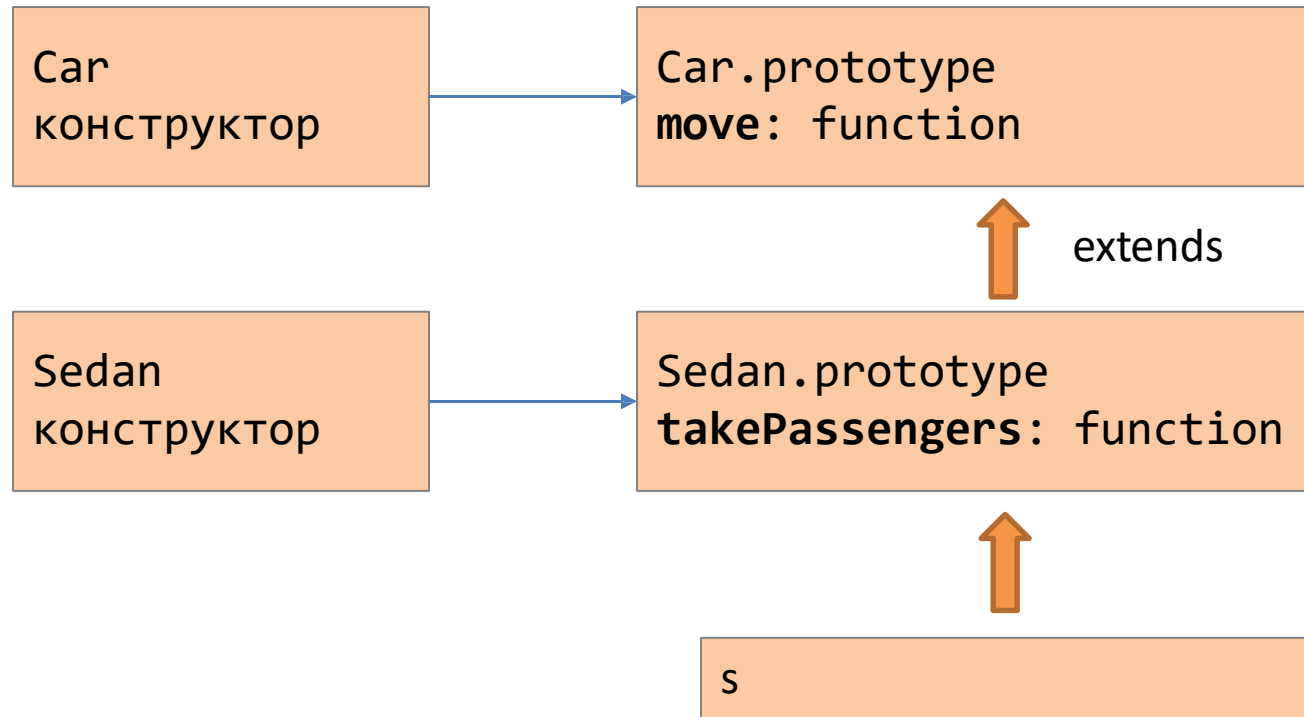 Car
конструктор
Car.prototype
move: function
extends
Sedan
конструктор
Sedan.prototype
takePassengers: function
s